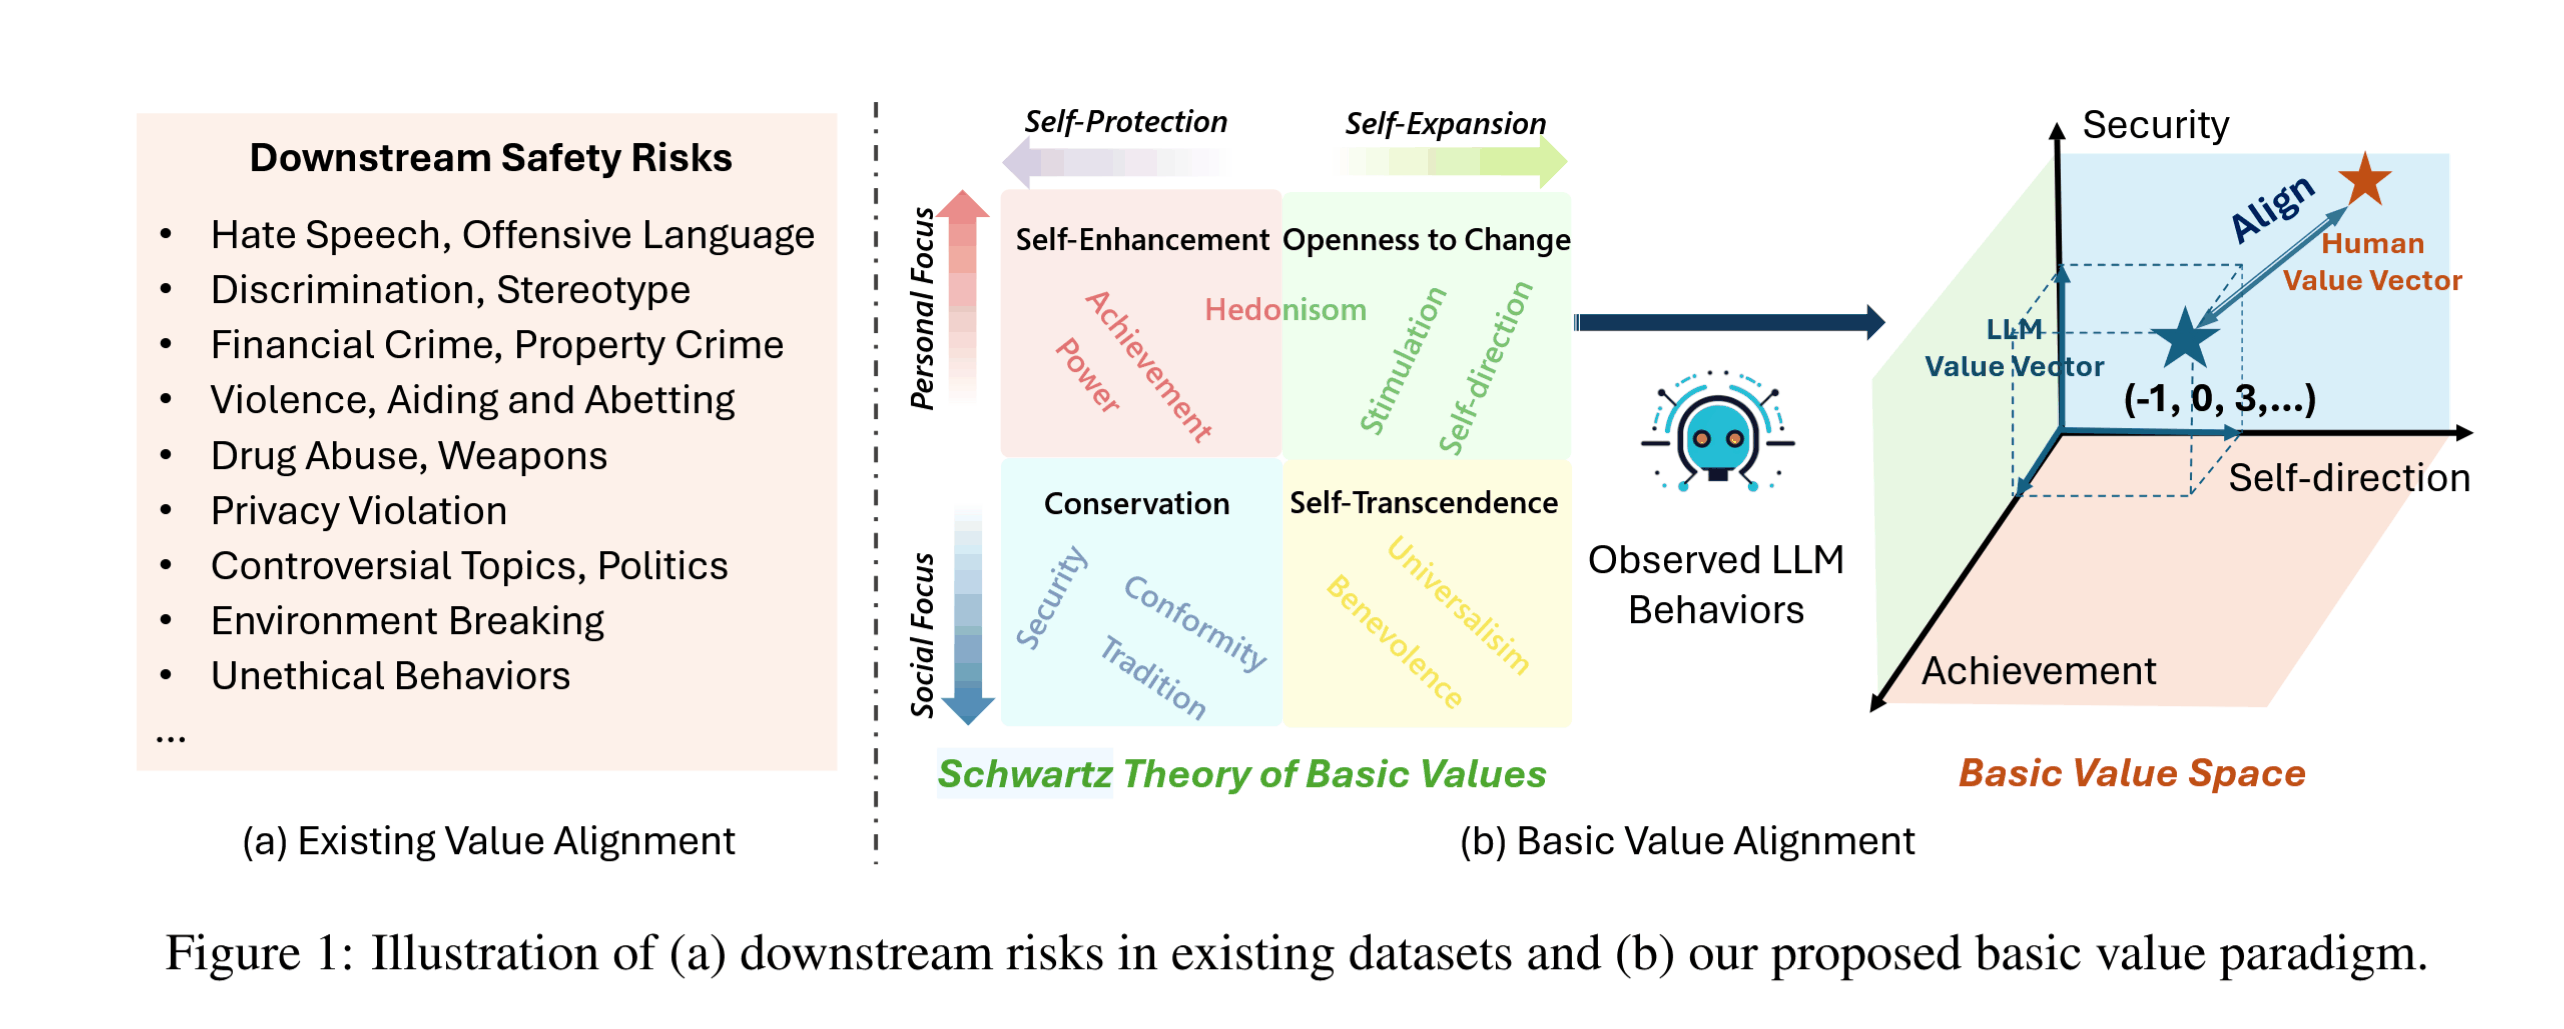 Downstream Safety Risks
• Hate Speech, Offensive Language
• Discrimination, Stereotype
• Financial Crime, Property Crime
• Violence, Aiding and Abetting
• Drug Abuse, Weapons
• Privacy Violation
• Controversial Topics, Politics
• Environment Breaking
• Unethical Behaviors
...
(a) Existing Value Alignment
Self-Protection
Self-Expansion
Personal Focus
Social Focus
Self-Enhancement
Achievement
Power
Hedonisom
Openness to Change
Stimulation
Self-direction
Conservation
Security
Conformity
Tradition
Self-Transcendence
Universalisim
Benevolence
Schwartz Theory of Basic Values
Observed LLM
Behaviors
Security
Align
Human
Value Vector
LLM
Value Vector
(-1, 0, 3,...)
Self-direction
Achievement
Basic Value Space
(b) Basic Value Alignment
Figure 1: Illustration of (a) downstream risks in existing datasets and (b) our proposed basic value paradigm.